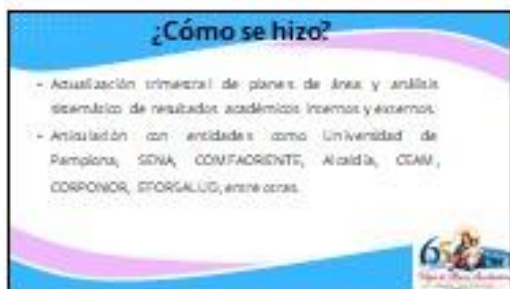 ¿Cómo se hizo?
- Actualización trimestral de planes de área y análisis
sistemático de resultados académicos internos y externos.
- Articulación con entidades como Universidad de
Pamplona, SENA, COMFAORIENTE, Alcaldía, CEAM,
CORPONOR, EFORSALUD, entre otras.
65